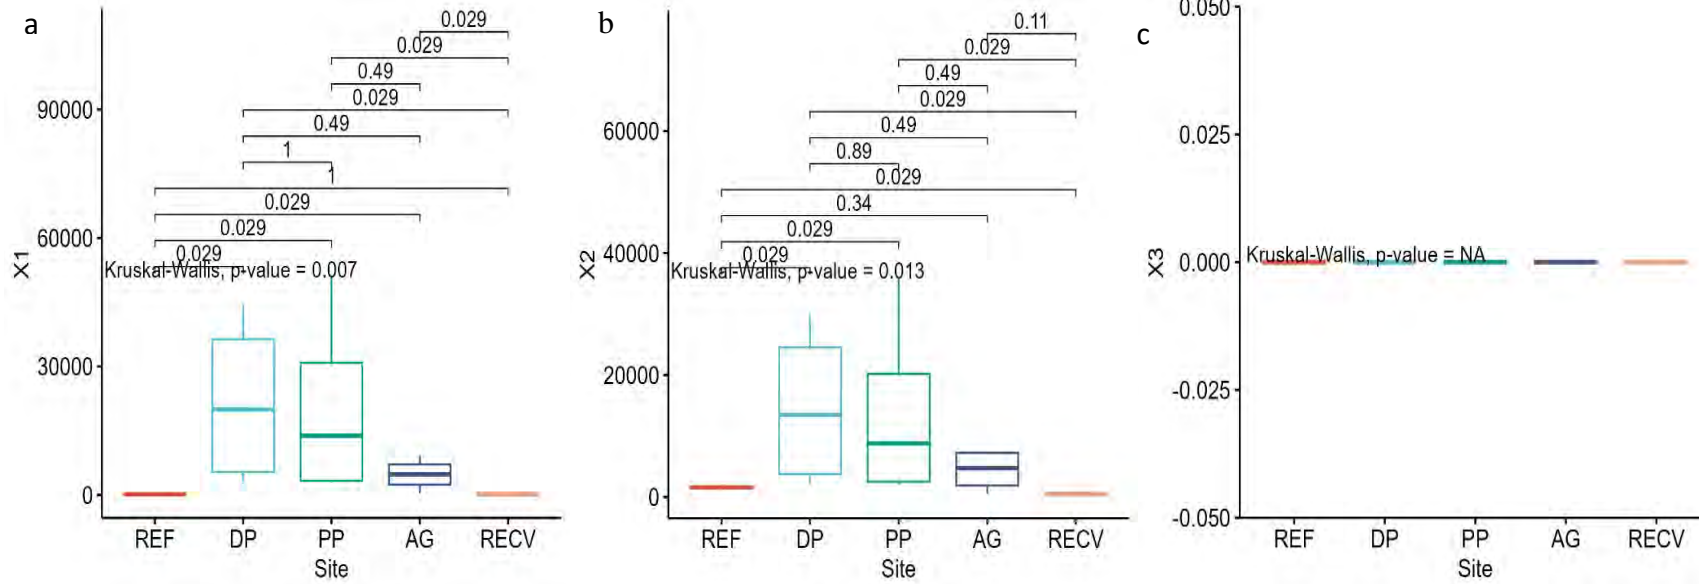 a
0.029
0.029
0.49
0.029
0.49
1
1
0.029
0.029
0.029
Kruskal-Wallis, p-value = 0.007
90000
60000
30000
0
X1
REF DP PP AG RECV
Site
b
0.11
0.029
0.49
0.029
0.49
0.89
0.029
0.34
0.029
0.029
Kruskal-Wallis, p-value = 0.013
60000
40000
20000
0
X2
REF DP PP AG RECV
Site
c
0.050
0.025
0.000
-0.025
-0.050
X3
Kruskal-Wallis, p-value = NA
REF DP PP AG RECV
Site